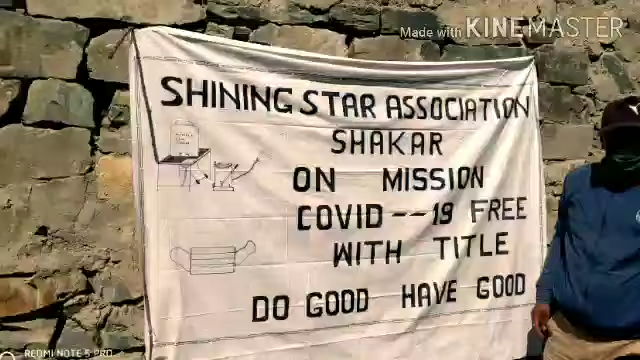 Made with KINEMASTER
SHINING STAR ASSOCIATION
SHAKAR
ON MISSION
COVID--19 FREE
WITH TITLE
DO GOOD HAVE GOOD
REDMI NOTE 5 PRO